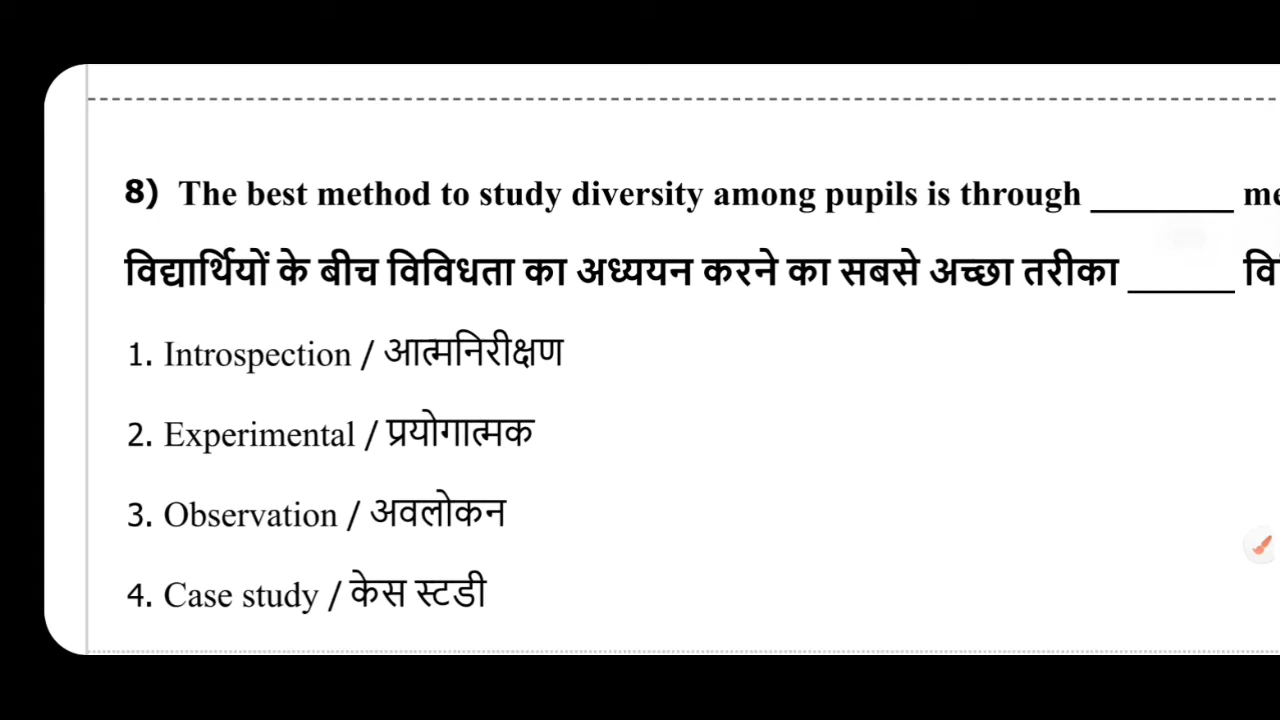 8) The best method to study diversity among pupils is through ________ me
विद्यार्थियों के बीच विविधता का अध्ययन करने का सबसे अच्छा तरीका ______ वि
1. Introspection / आत्मनिरीक्षण
2. Experimental / प्रयोगात्मक
3. Observation / अवलोकन
4. Case study / केस स्टडी